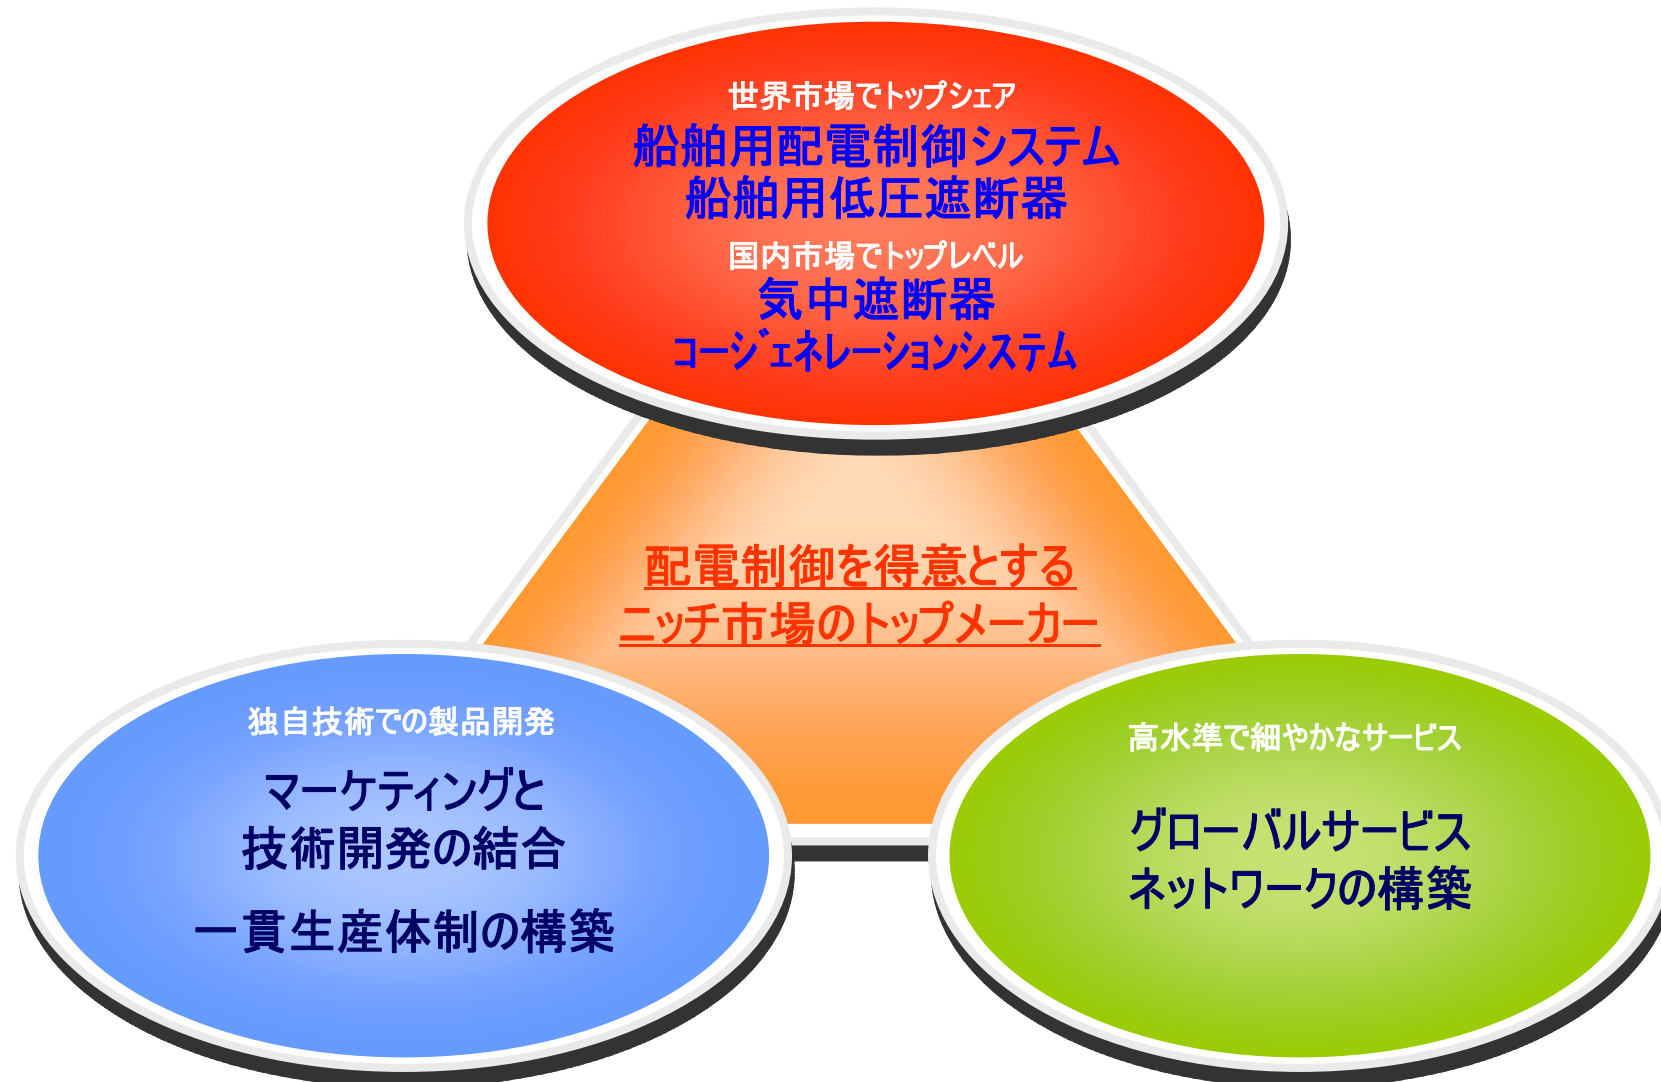 世界市場でトップシェア
船舶用配電制御システム
船舶用低圧遮断器
国内市場でトップレベル
気中遮断器
コージェネレーションシステム
配電制御を得意とする
ニッチ市場のトップメーカー
独自技術での製品開発
マーケティングと
技術開発の結合
一貫生産体制の構築
高水準で細やかなサービス
グローバルサービス
ネットワークの構築